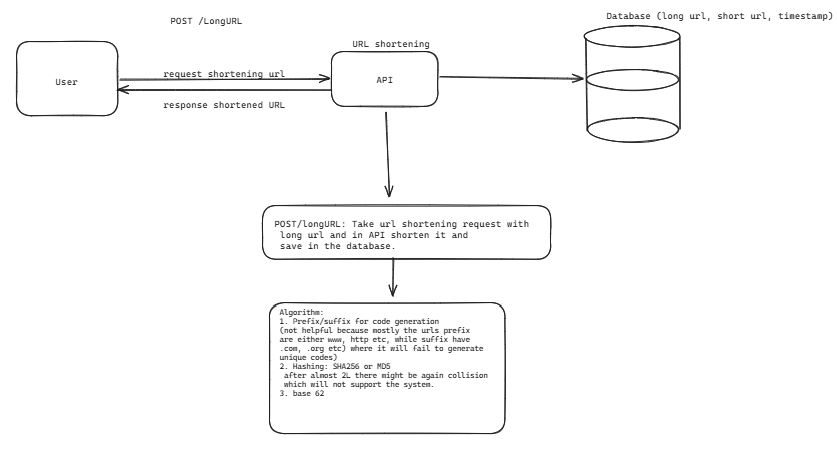 Database (long url, short url, timestamp)
POST /LongURL
URL shortening
User
request shortening url
API
response shortened URL
POST/longURL: Take url shortening request with
long url and in API shorten it and
save in the database.
Algorithm:
1. Prefix/suffix for code generation
(not helpful because mostly the urls prefix
are either www, http etc, while suffix have
.com, .org etc) where it will fail to generate
unique codes)
2. Hashing: SHA256 or MD5
after almost 2L there might be again collision
which will not support the system.
3. base 62